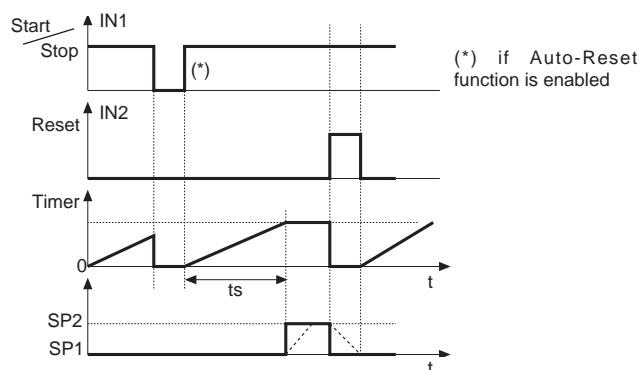 Start
Stop
IN1
(*)
(*) if Auto-Reset
function is enabled
IN2
Reset
Timer
0
ts
t
SP2
SP1
t